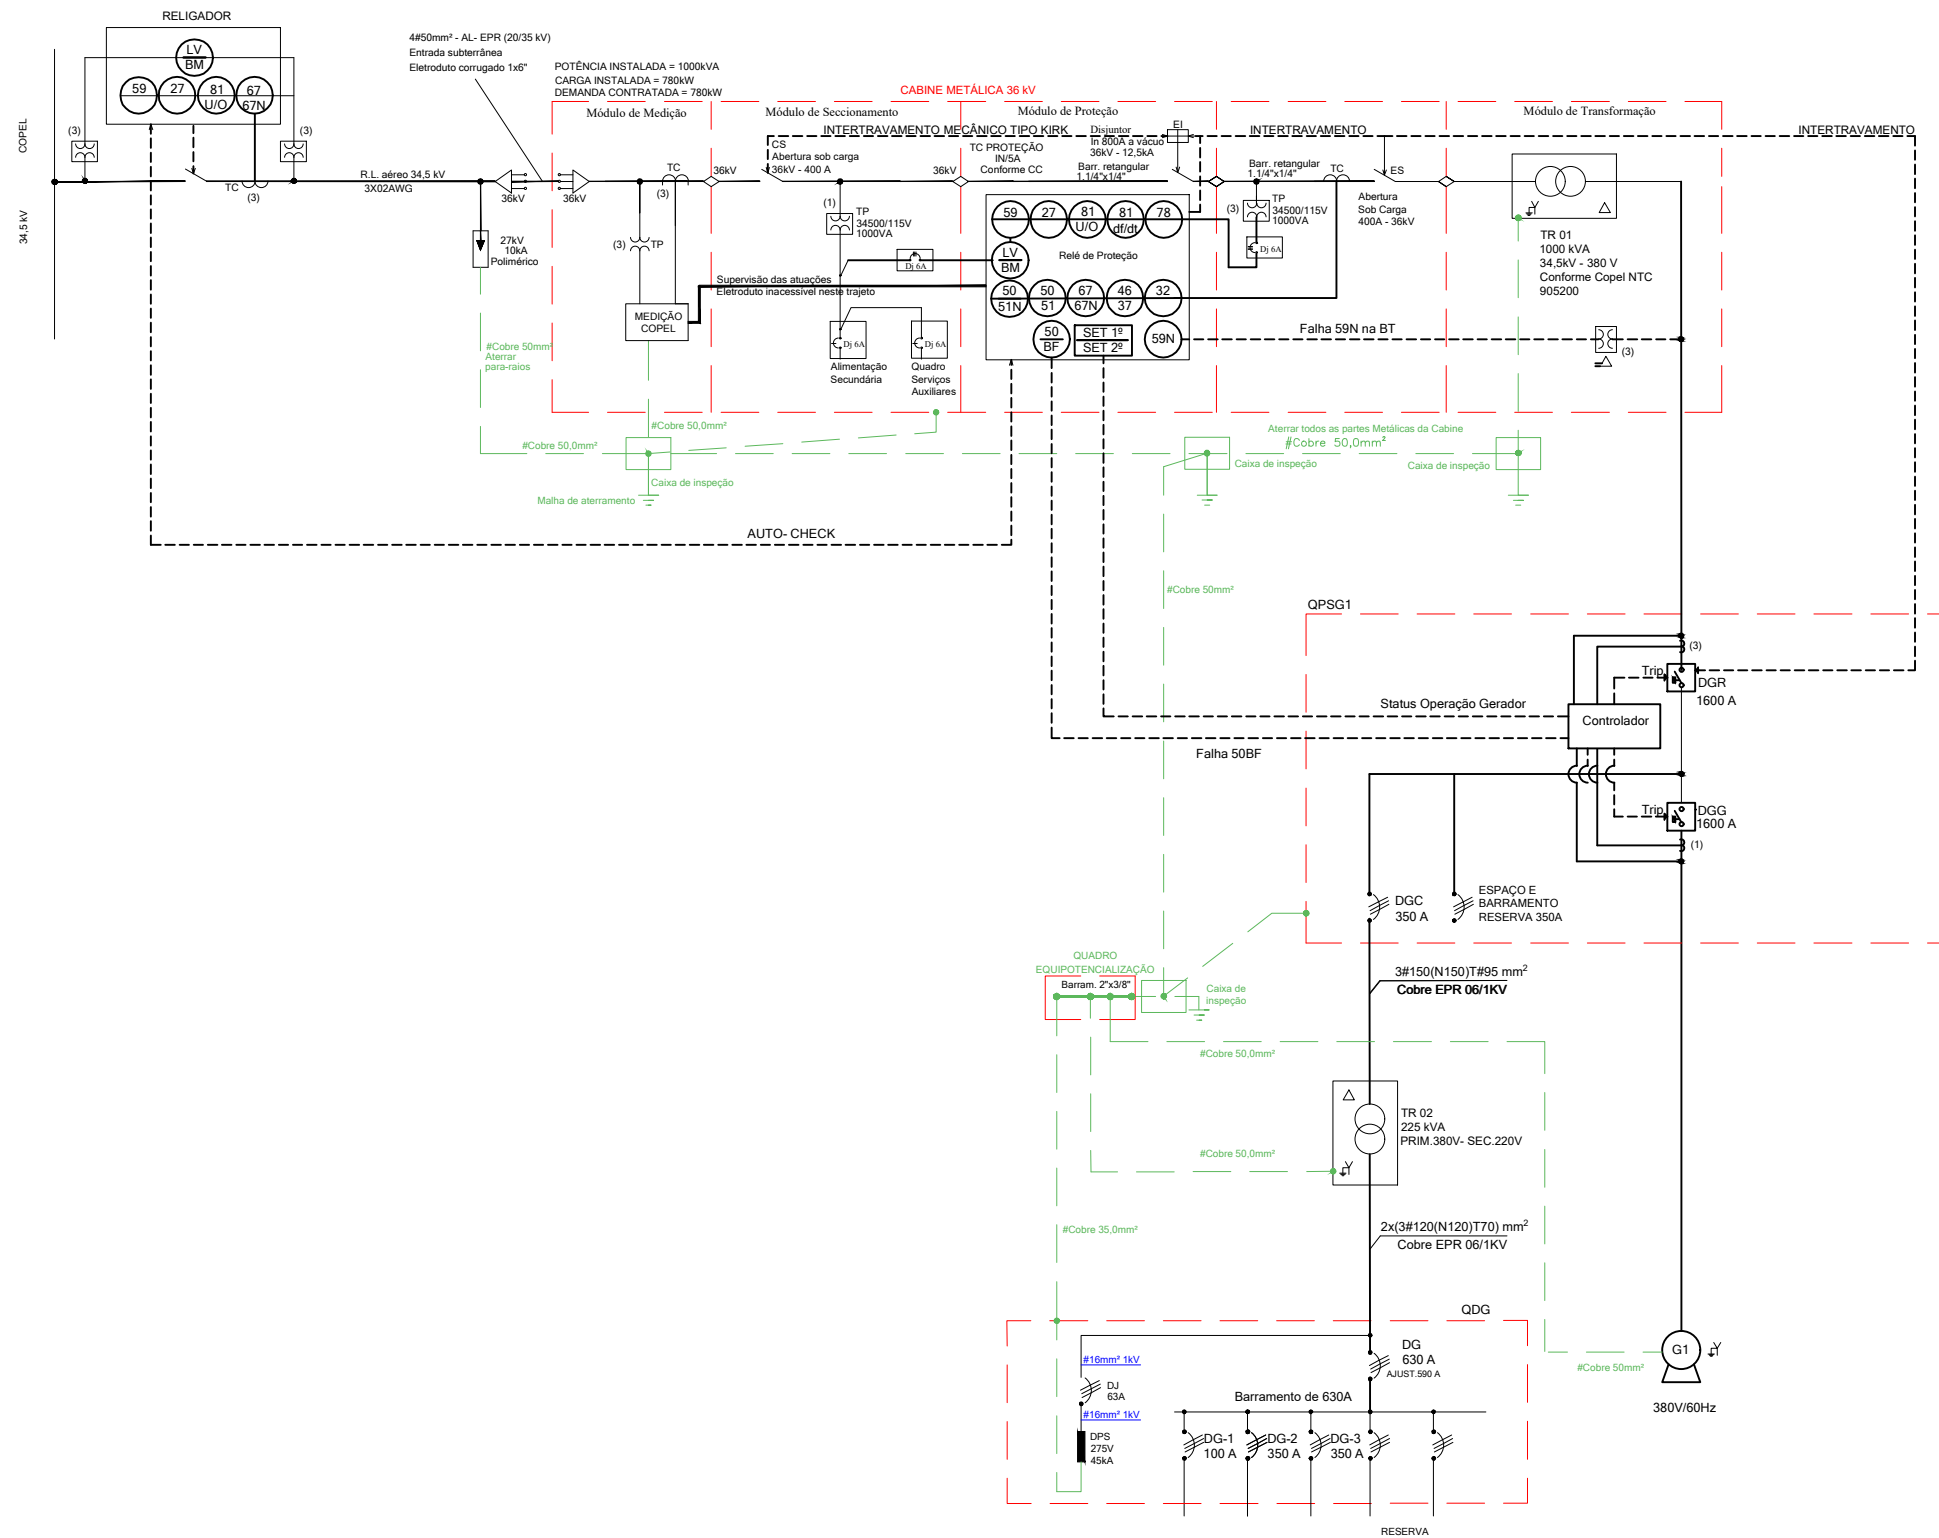 RELIGADOR
LV
BM
59
27
81
U/O
67
67N
(3)
(3)
COPEL
34,5 kV
TC
(3)
R.L. aéreo 34,5 kV
3X02AWG
4#50mm² - AL- EPR (20/35 kV)
Entrada subterrânea
Eletroduto corrugado 1x6"
36kV
36kV
27kV
10kA
Polimérico
#Cobre 50mm²
Aterrar
para-raios
POTÊNCIA INSTALADA = 1000kVA
CARGA INSTALADA = 780kW
DEMANDA CONTRATADA = 780kW
CABINE METÁLICA 36 kV
Módulo de Medição
Módulo de Seccionamento
Módulo de Proteção
Módulo de Transformação
INTERTRAVAMENTO MECÂNICO TIPO KIRK
INTERTRAVAMENTO
INTERTRAVAMENTO
TC
(3)
36kV
(3)
TP
MEDIÇÃO
COPEL
CS
Abertura sob carga
36kV - 400 A
(1)
TP
34500/115V
1000VA
Dj 6A
Supervisão das atuações
Eletroduto inacessível neste trajeto
Dj 6A
Dj 6A
Alimentação
Secundária
Quadro
Serviços
Auxiliares
36kV
TC PROTEÇÃO
IN/5A
Conforme CC
Disjuntor
In 800A a vácuo
36kV - 12,5kA
Barr. retangular
1.1/4"x1/4"
EI
59
27
81
U/O
81
df/dt
78
LV
BM
Relé de Proteção
50
51N
50
51
67
67N
46
37
32
50
BF
SET 1º
SET 2º
59N
Barr. retangular
1.1/4"x1/4"
TC
(3)
TP
34500/115V
1000VA
Dj 6A
ES
Abertura
Sob Carga
400A - 36kV
Y
TR 01
1000 kVA
34,5kV - 380 V
Conforme Copel NTC
905200
Falha 59N na BT
(3)
#Cobre 50,0mm²
#Cobre 50,0mm²
Caixa de inspeção
Malha de aterramento
Aterrar todos as partes Metálicas da Cabine
#Cobre 50,0mm²
Caixa de inspeção
Caixa de inspeção
AUTO- CHECK
#Cobre 50mm²
QPSG1
(3)
Trip
DGR
1600 A
Status Operação Gerador
Controlador
Falha 50BF
Trip
DGG
1600 A
(1)
DGC
350 A
ESPAÇO E
BARRAMENTO
RESERVA 350A
QUADRO
EQUIPOTENCIALIZAÇÃO
Barram. 2"x3/8"
Caixa de
inspeção
3#150(N150)T#95 mm²
Cobre EPR 06/1KV
#Cobre 50,0mm²
TR 02
225 kVA
PRIM.380V- SEC.220V
Y
#Cobre 50,0mm²
#Cobre 35,0mm²
2x(3#120(N120)T70) mm²
Cobre EPR 06/1KV
QDG
DG
630 A
AJUST.590 A
#16mm² 1kV
DJ
63A
#16mm² 1kV
DPS
275V
45kA
Barramento de 630A
DG-1
100 A
DG-2
350 A
DG-3
350 A
RESERVA
G1
Y
#Cobre 50mm²
380V/60Hz